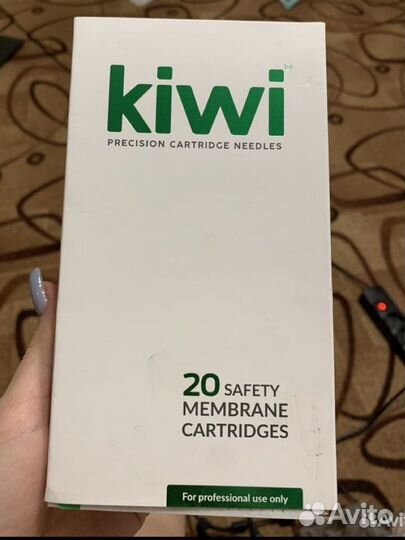 kiwi
PRECISION CARTRIDGE NEEDLES
20 SAFETY
MEMBRANE
CARTRIDGES
For professional use only
Avito